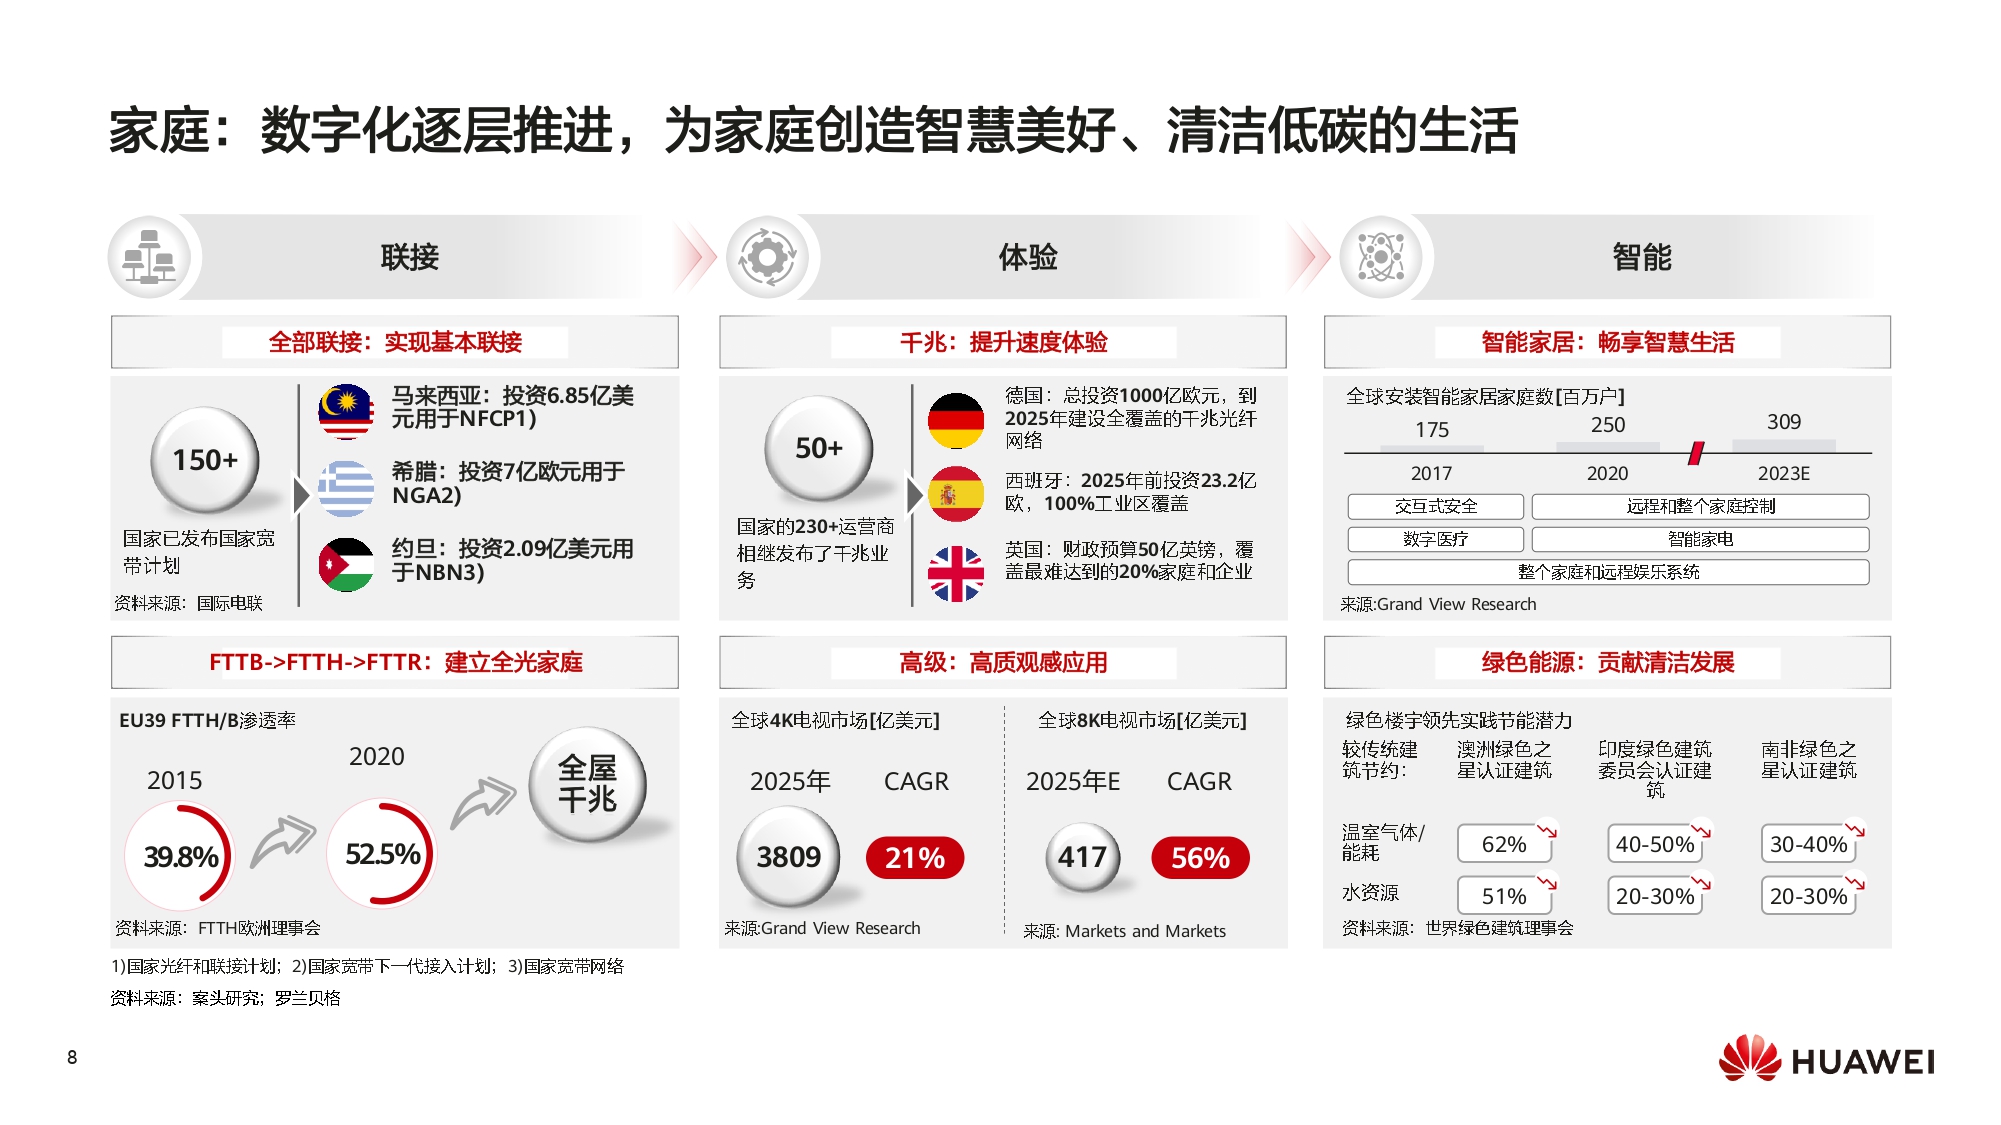 家庭：数字化逐层推进，为家庭创造智慧美好、清洁低碳的生活
联接
体验
智能
全部联接：实现基本联接
150+
国家已发布国家宽
带计划
资料来源：国际电联
马来西亚：投资6.85亿美
元用于NFCP1)
希腊：投资7亿欧元用于
NGA2)
约旦：投资2.09亿美元用
于NBN3)
千兆：提升速度体验
50+
国家的230+运营商
相继发布了千兆业
务
德国：总投资1000亿欧元，到
2025年建设全覆盖的千兆光纤
网络
西班牙：2025年前投资23.2亿
欧，100%工业区覆盖
英国：财政预算50亿英镑，覆
盖最难达到的20%家庭和企业
智能家居：畅享智慧生活
全球安装智能家居家庭数[百万户]
175
250
309
2017
2020
2023E
交互式安全
远程和整个家庭控制
数字医疗
智能家电
整个家庭和远程娱乐系统
来源:Grand View Research
FTTB->FTTH->FTTR：建立全光家庭
EU39 FTTH/B渗透率
2015
2020
39.8%
52.5%
全屋
千兆
资料来源：FTTH欧洲理事会
高级：高质观感应用
全球4K电视市场[亿美元]
2025年
CAGR
3809
21%
来源:Grand View Research
全球8K电视市场[亿美元]
2025年E
CAGR
417
56%
来源: Markets and Markets
绿色能源：贡献清洁发展
绿色楼宇领先实践节能潜力
较传统建
筑节约：
澳洲绿色之
星认证建筑
印度绿色建筑
委员会认证建
筑
南非绿色之
星认证建筑
温室气体/
能耗
62%
40-50%
30-40%
水资源
51%
20-30%
20-30%
资料来源：世界绿色建筑理事会
1)国家光纤和联接计划；2)国家宽带下一代接入计划；3)国家宽带网络
资料来源：案头研究；罗兰贝格
8
HUAWEI